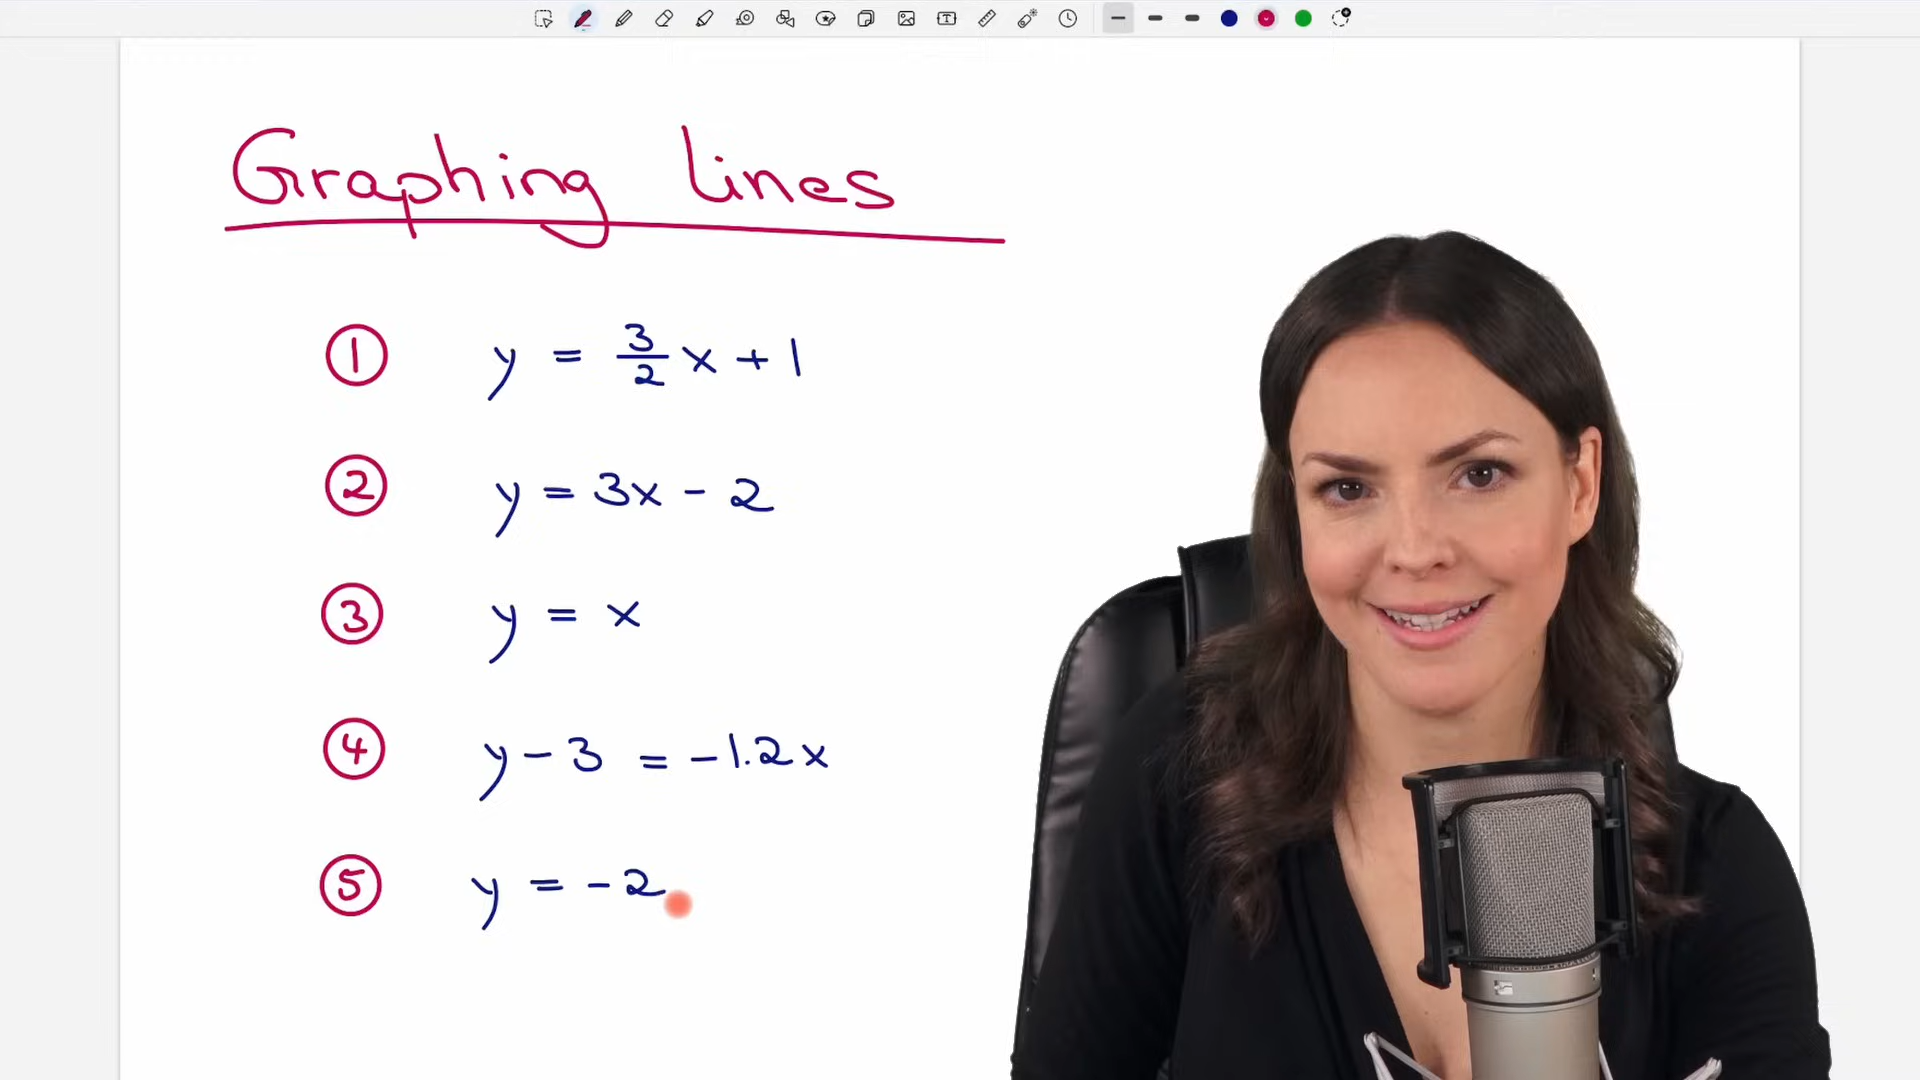 Graphing lines
① y = 3/2 x + 1
② y = 3x - 2
③ y = x
④ y - 3 = -1.2x
⑤ y = -2